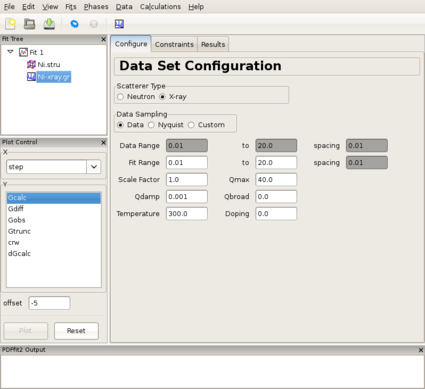 File Edit View Fits Phases Data Calculations Help
Fit Tree
Fit 1
Ni.stru
Ni-xray.gr
Plot Control
X
step
Y
Gcalc
Gdiff
Gobs
Gtrunc
crw
dGcalc
offset -5
Plot Reset
Configure Constraints Results
Data Set Configuration
Scatterer Type
Neutron X-ray
Data Sampling
Data Nyquist Custom
Data Range 0.01 to 20.0 spacing 0.01
Fit Range 0.01 to 20.0 spacing 0.01
Scale Factor 1.0 Qmax 40.0
Qdamp 0.001 Qbroad 0.0
Temperature 300.0 Doping 0.0
PDFfit2 Output